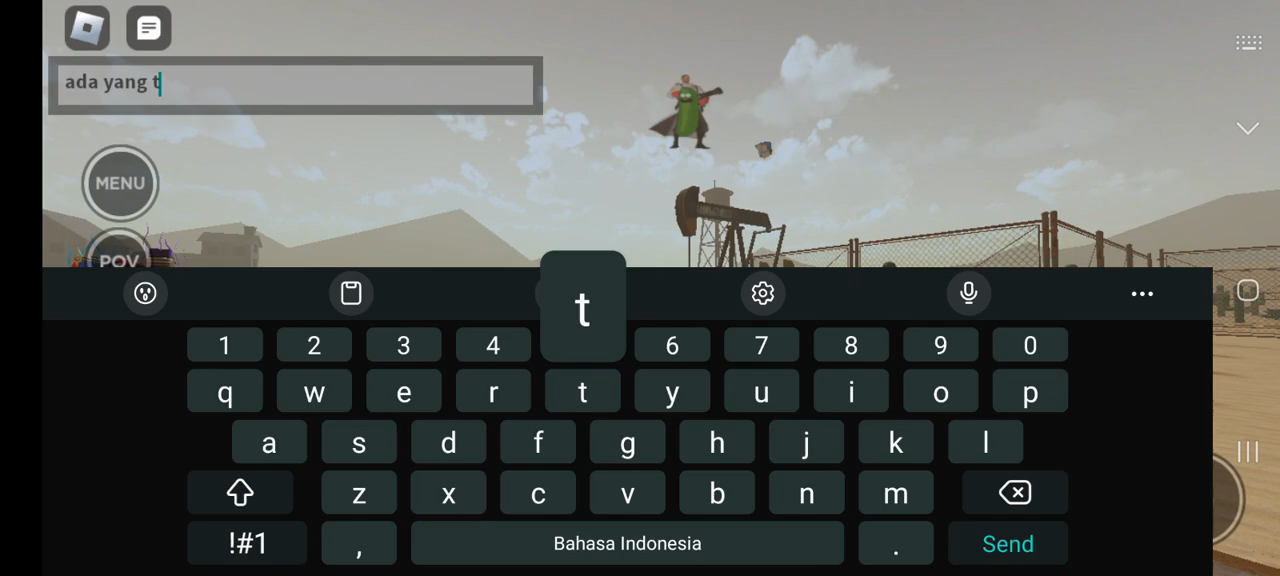 ada yang t
MENU
POV
t
1 2 3 4 6 7 8 9 0
q w e r t y u i o p
a s d f g h j k l
z x c v b n m
!#1 , Bahasa Indonesia . Send